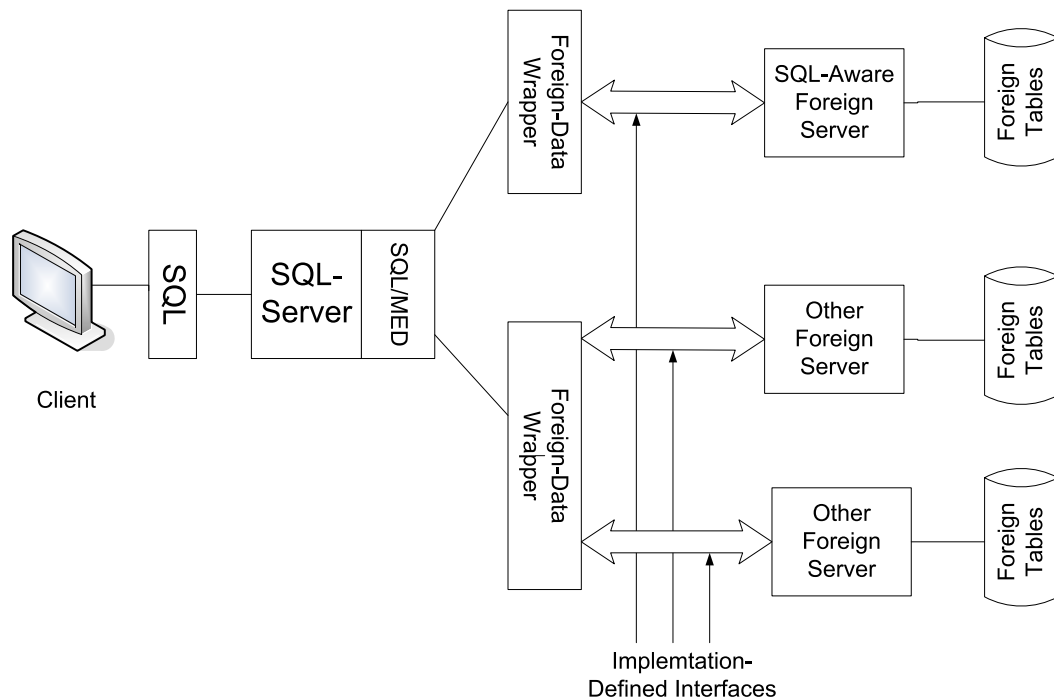 Foreign-Data
Wrapper
SQL-Aware
Foreign
Server
Foreign
Tables
Client
SQL
SQL-
Server
SQL/MED
Foreign-Data
Wrapper
Other
Foreign
Server
Foreign
Tables
Other
Foreign
Server
Foreign
Tables
Implemtation-
Defined Interfaces